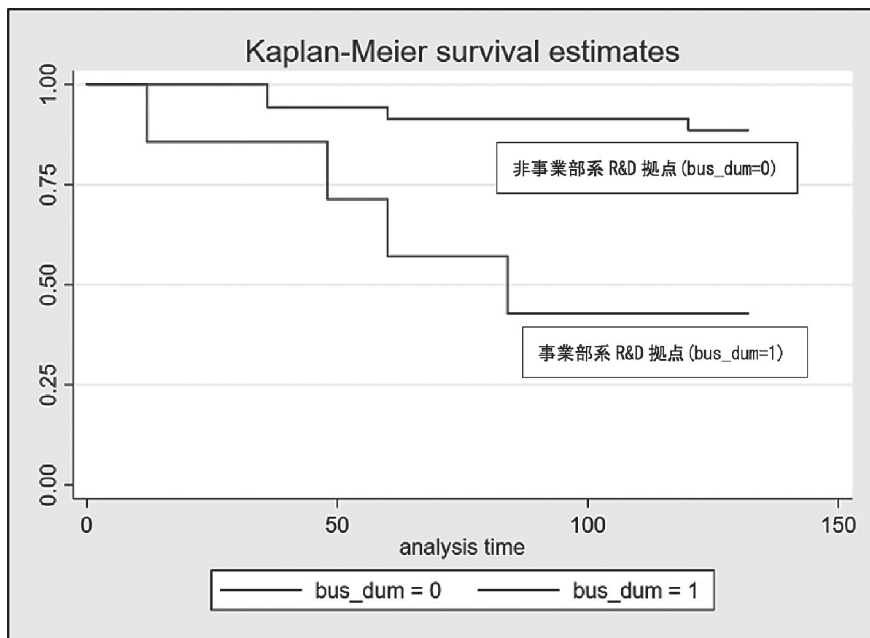 Kaplan-Meier survival estimates
1.00
0.75
0.50
0.25
0.00
非事業部系 R&D 拠点(bus_dum=0)
事業部系 R&D 拠点(bus_dum=1)
0 50 100 150
analysis time
bus_dum = 0 bus_dum = 1